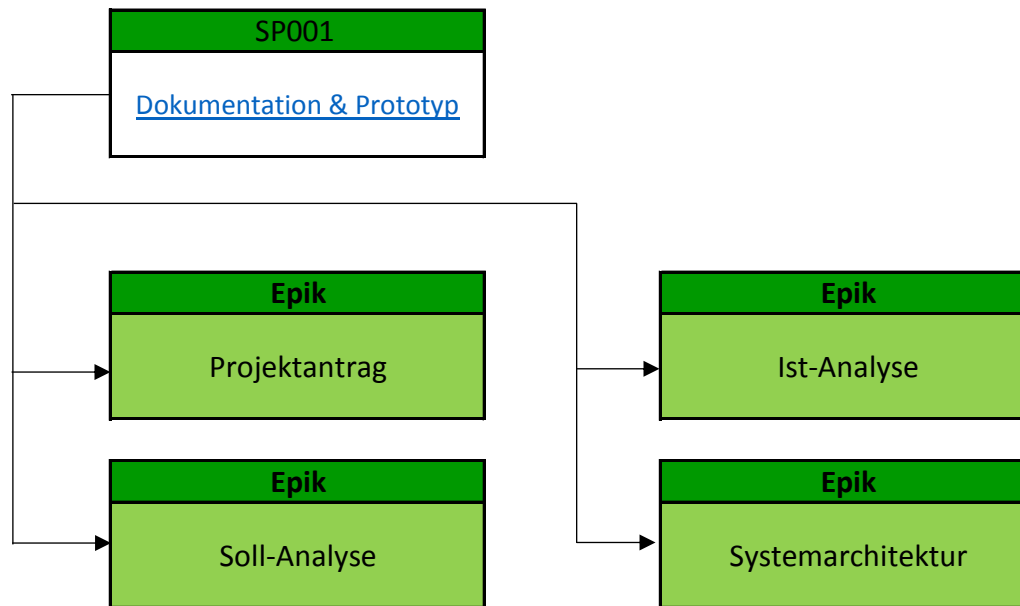 SP001
Dokumentation & Prototyp
Epik
Projektantrag
Epik
Ist-Analyse
Epik
Soll-Analyse
Epik
Systemarchitektur